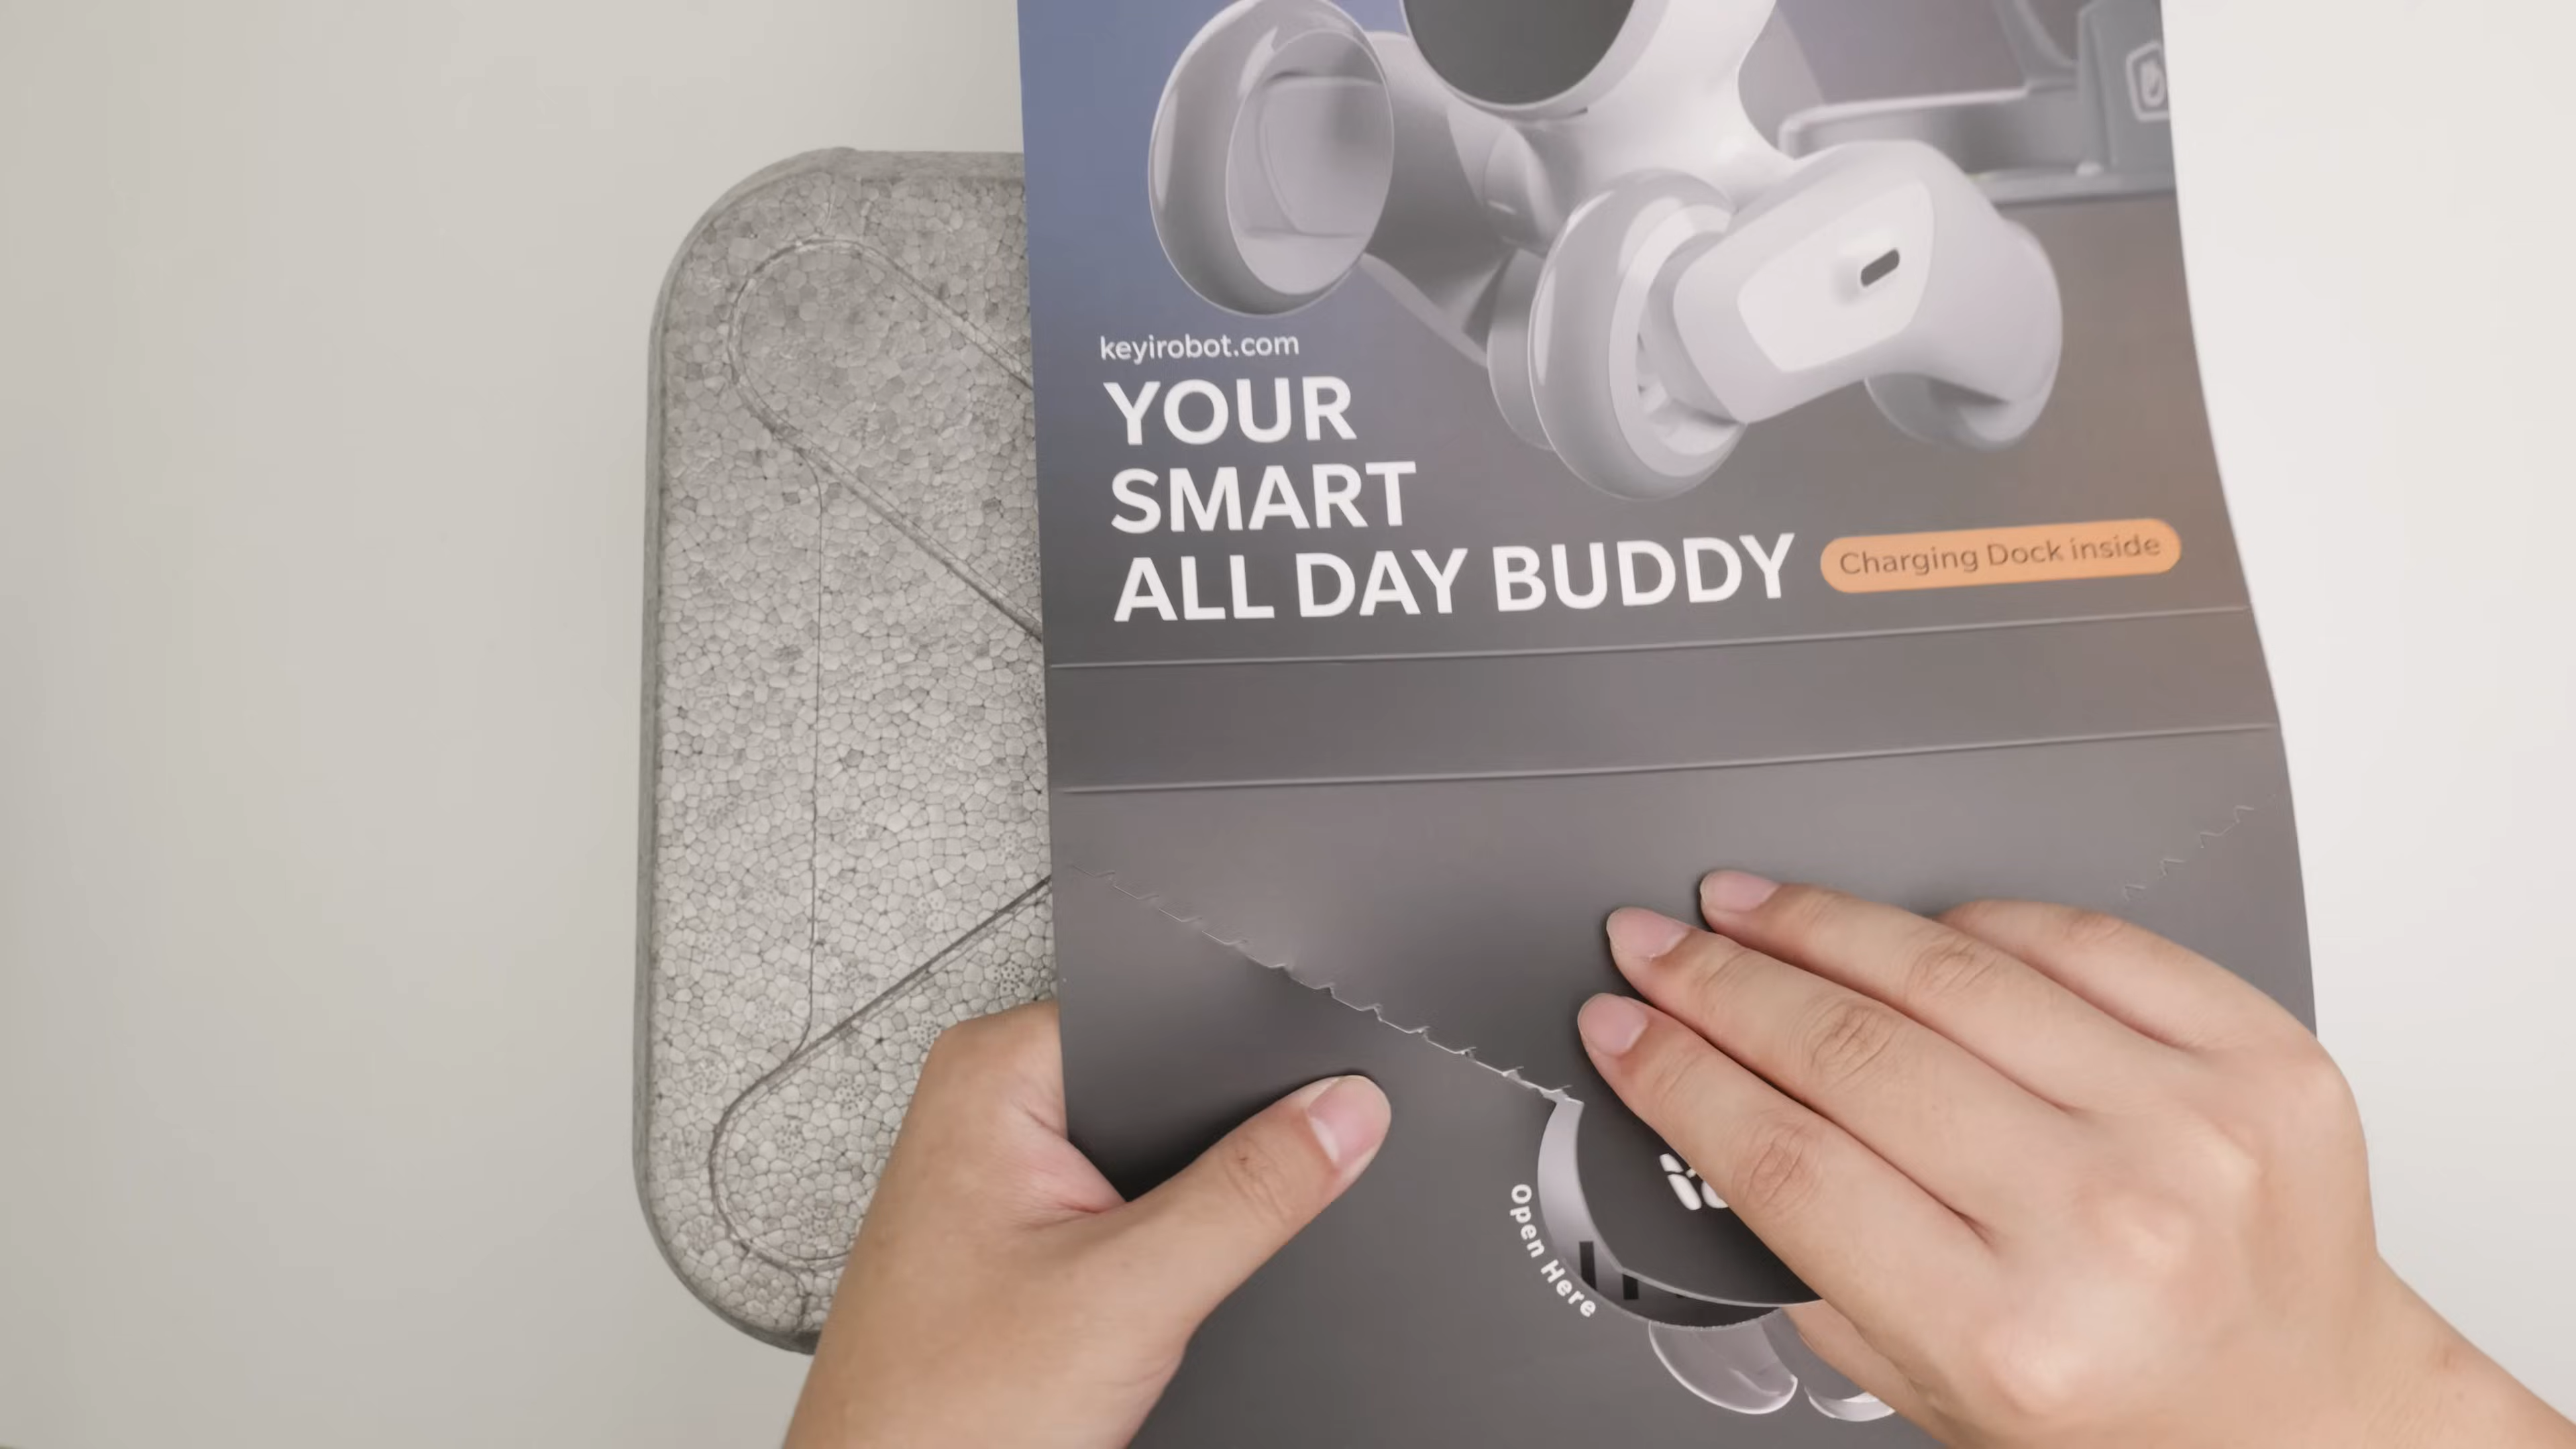 keyirobot.com
YOUR
SMART
ALL DAY BUDDY
Charging Dock inside
Open Here